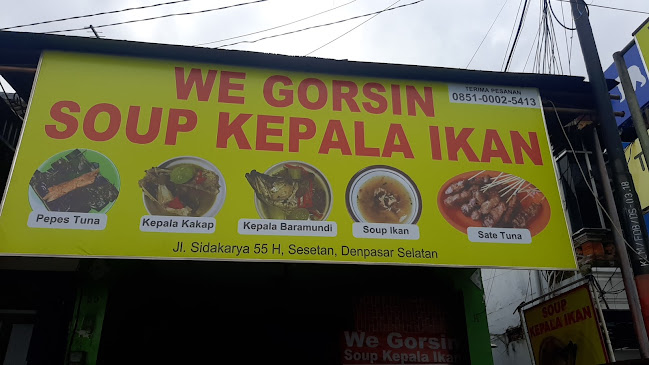 WE GORSIN
SOUP KEPALA IKAN
TERIMA PESANAN
0851-0002-5413
Pepes Tuna
Kepala Kakap
Kepala Baramundi
Soup Ikan
Sate Tuna
Jl. Sidakarya 55 H, Sesetan, Denpasar Selatan
We Gorsin
Soup Kepala Ikan
SOUP
KEPALA IKAN